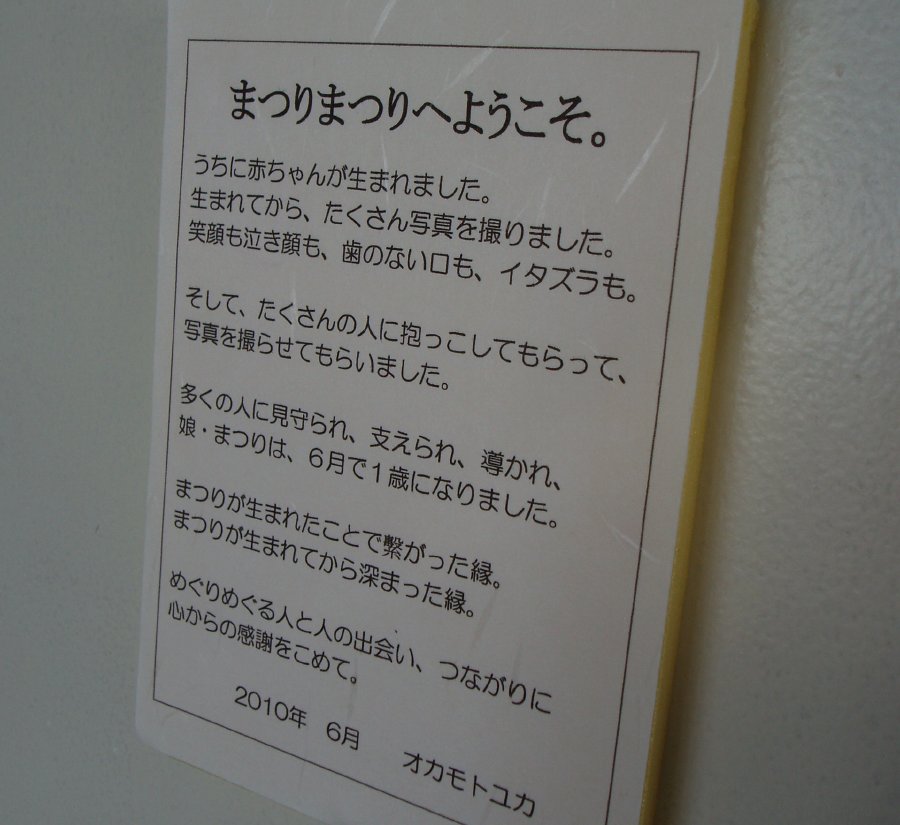 まつりまつりへようこそ。
うちに赤ちゃんが生まれました。
生まれてから、たくさん写真を撮りました。
笑顔も泣き顔も、歯のない口も、イタズラも。
そして、たくさんの人に抱っこしてもらって、
写真を撮らせてもらいました。
多くの人に見守られ、支えられ、導かれ、
娘・まつりは、6月で1歳になりました。
まつりが生まれたことで繋がった縁。
まつりが生まれてから深まった縁。
めぐりめぐる人と人の出会い、つながりに
心からの感謝をこめて。
2010年 6月 オカモトユカ